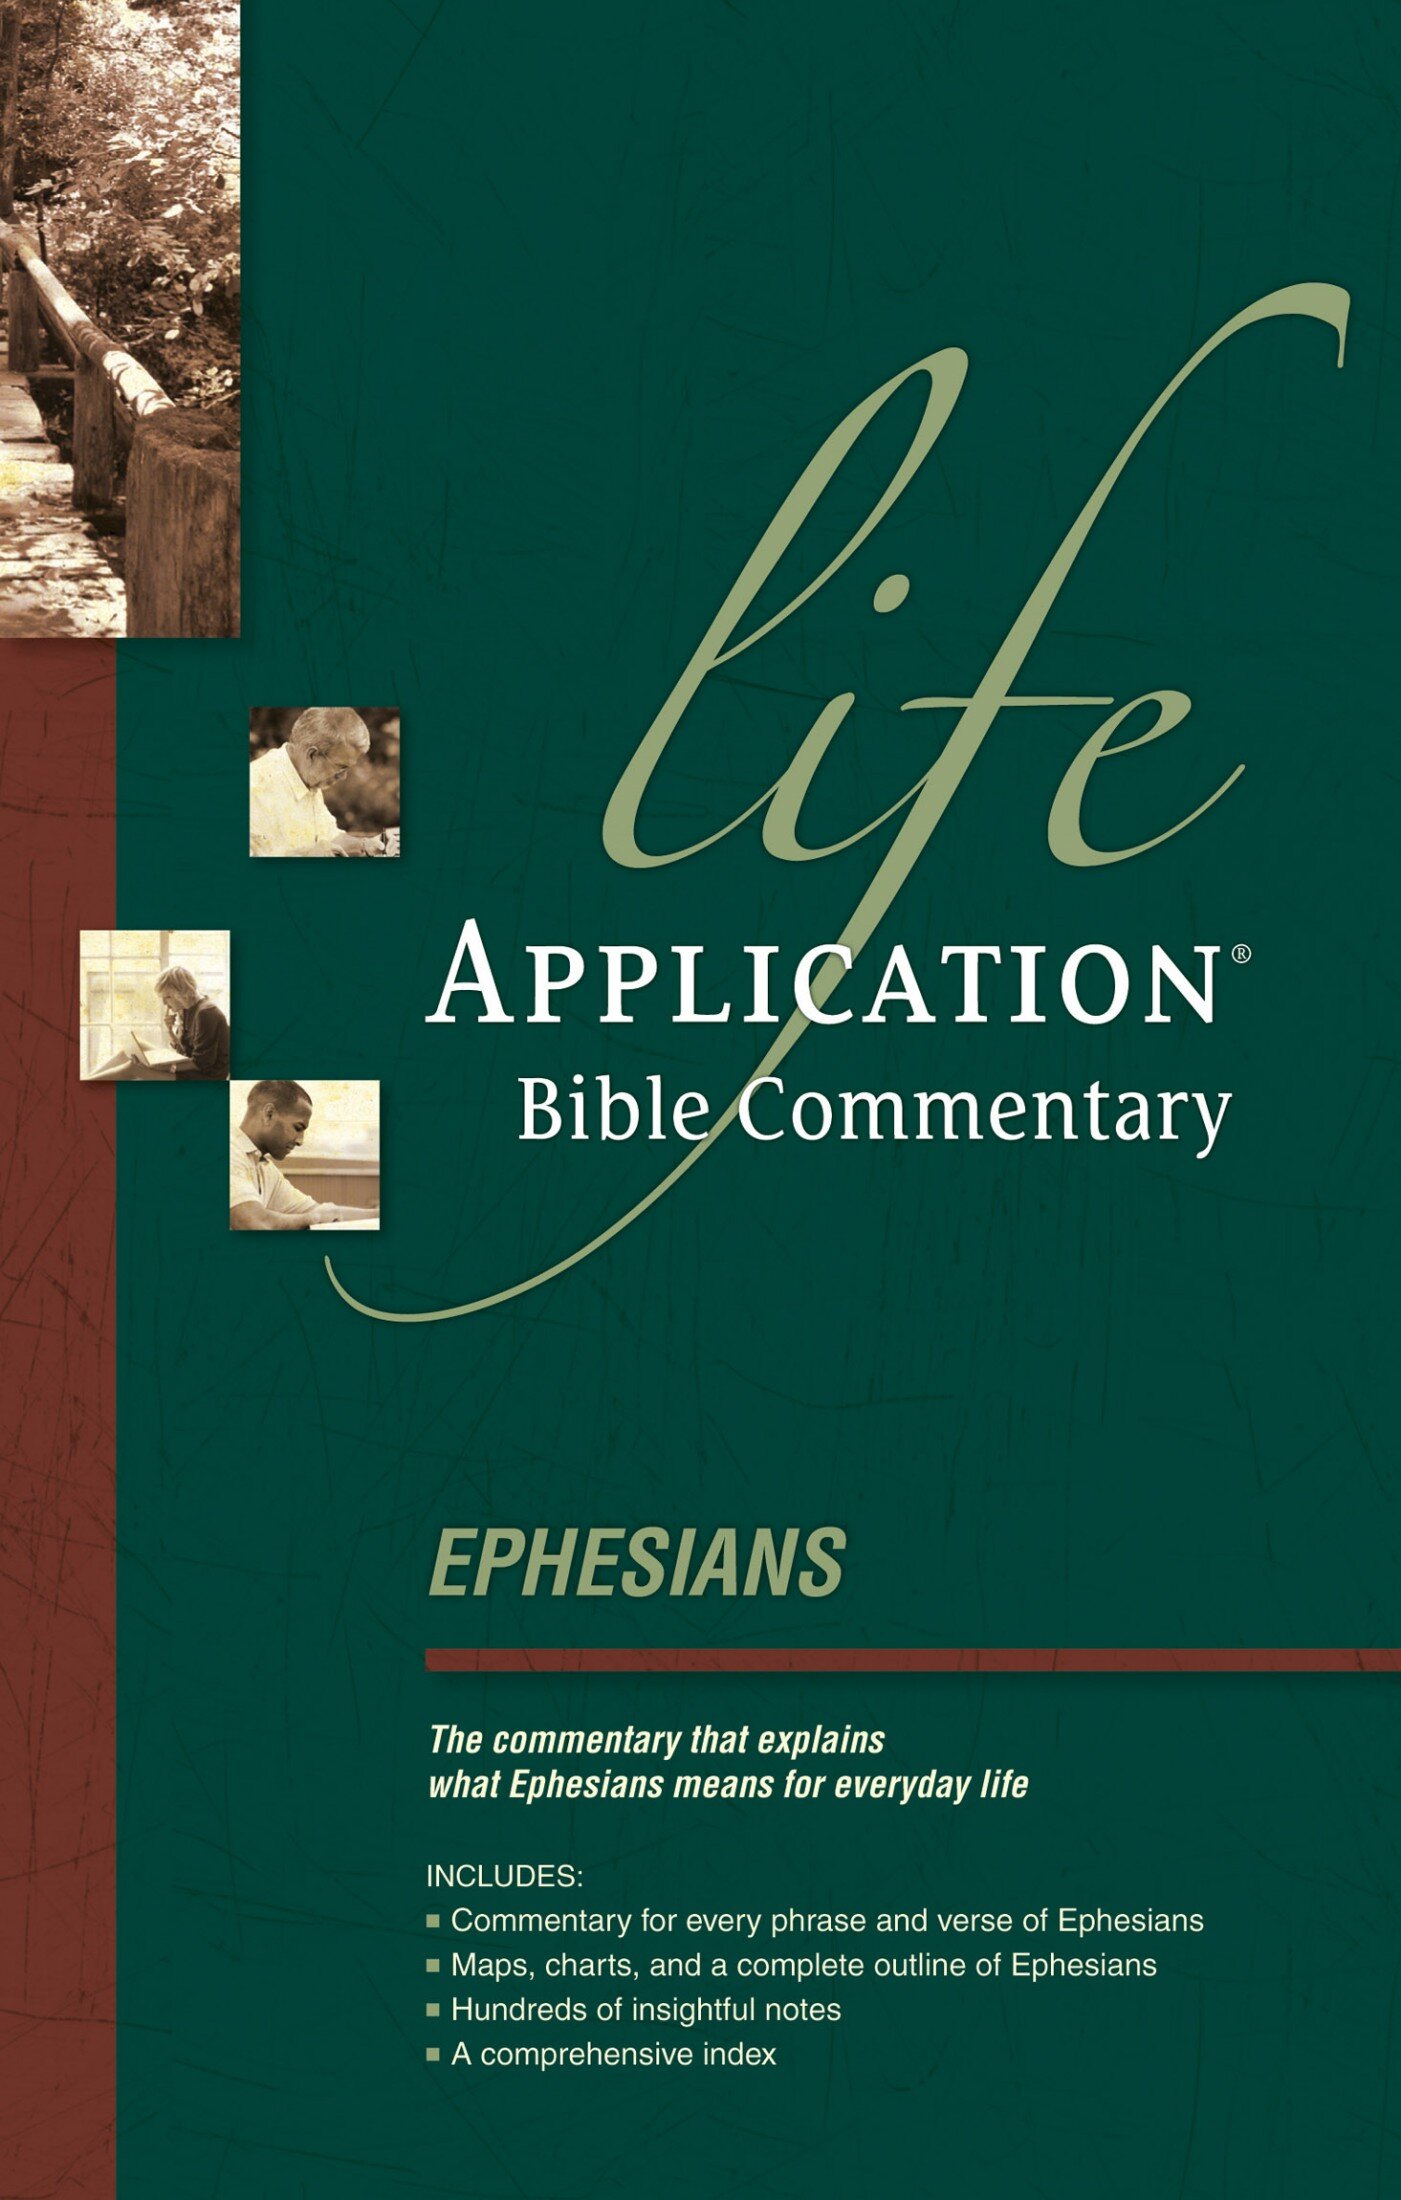 life
APPLICATION®
Bible Commentary
EPHESIANS
The commentary that explains
what Ephesians means for everyday life
INCLUDES:
■ Commentary for every phrase and verse of Ephesians
■ Maps, charts, and a complete outline of Ephesians
■ Hundreds of insightful notes
■ A comprehensive index